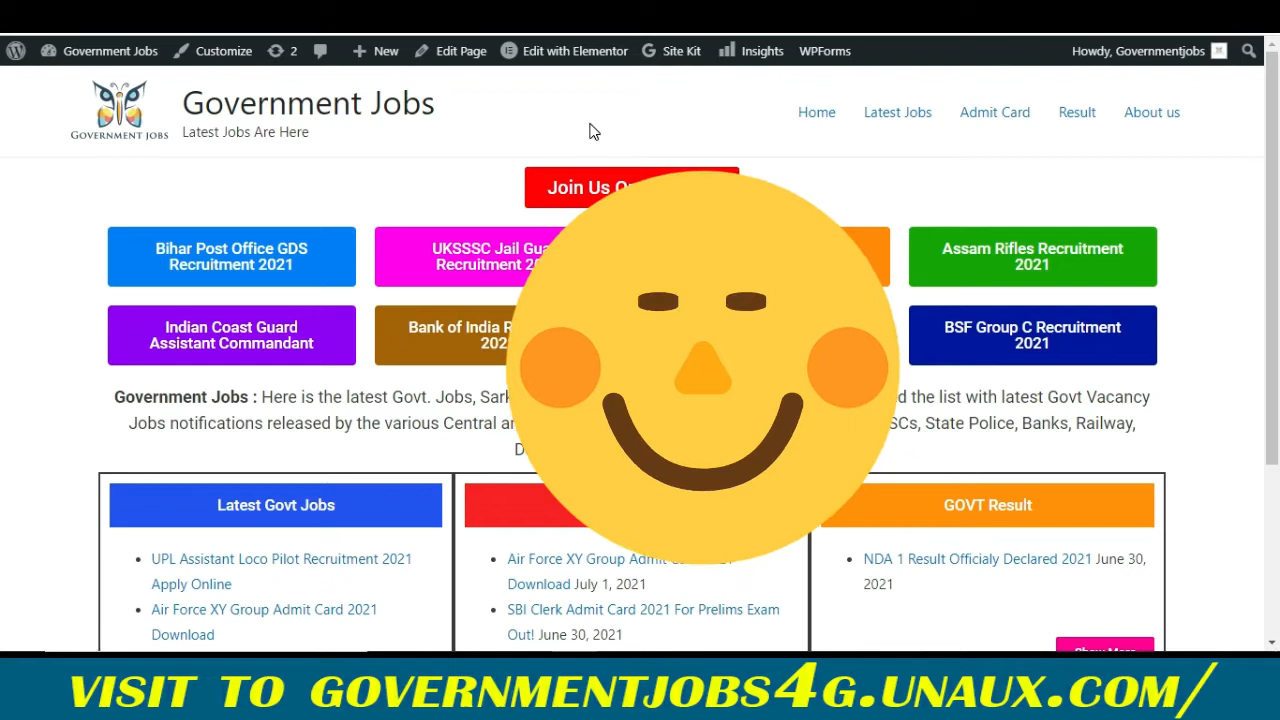 Government Jobs Customize 2 New Edit Page Edit with Elementor Site Kit Insights WPForms Howdy, Governmentjobs
Government Jobs
GOVERNMENT JOBS
Latest Jobs Are Here
Home Latest Jobs Admit Card Result About us
Join Us
Bihar Post Office GDS
Recruitment 2021
UKSSSC Jail
Recruitment
Assam Rifles Recruitment
2021
Indian Coast Guard
Assistant Commandant
Bank of India
BSF Group C Recruitment
2021
Government Jobs : Here is the latest Govt. Jobs, the list with latest Govt Vacancy
Jobs notifications released by the various Central State Police, Banks, Railway,
Latest Govt Jobs
UPL Assistant Loco Pilot Recruitment 2021
Apply Online
Air Force XY Group Admit Card 2021
Download
Air Force XY Group Admit
Download July 1, 2021
SBI Clerk Admit Card 2021 For Prelims Exam
Out! June 30, 2021
GOVT Result
NDA 1 Result Officialy Declared 2021 June 30,
2021
Show More
VISIT TO GOVERNMENTJOBS4G.UNAUX.COM/